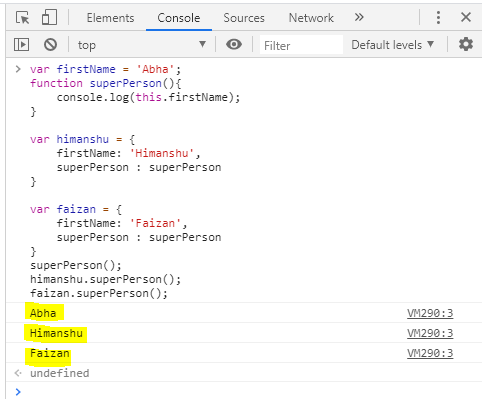 Elements Console Sources Network »
top ▼ Filter Default levels ▼
> var firstName = 'Abha';
function superPerson(){
    console.log(this.firstName);
}

var himanshu = {
    firstName: 'Himanshu',
    superPerson : superPerson
}

var faizan = {
    firstName: 'Faizan',
    superPerson : superPerson
}
superPerson();
himanshu.superPerson();
faizan.superPerson();
Abha VM290:3
Himanshu VM290:3
Faizan VM290:3
undefined
>